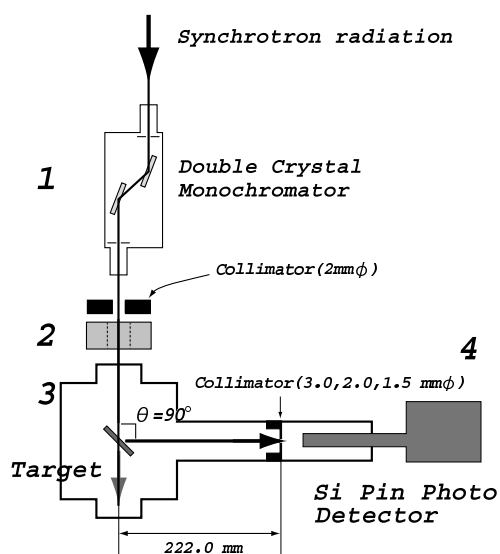 Synchrotron radiation
1
Double Crystal
Monochromator
Collimator(2mmϕ)
2
4
3
Collimator(3.0,2.0,1.5 mmϕ)
θ=90°
Target
Si Pin Photo
Detector
222.0 mm